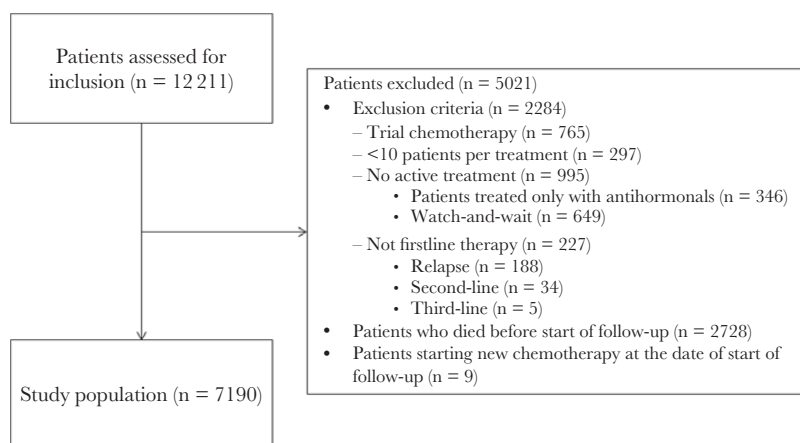 Patients assessed for
inclusion (n = 12 211)
Patients excluded (n = 5021)
• Exclusion criteria (n = 2284)
– Trial chemotherapy (n = 765)
– <10 patients per treatment (n = 297)
– No active treatment (n = 995)
• Patients treated only with antihormonals (n = 346)
• Watch-and-wait (n = 649)
– Not firstline therapy (n = 227)
• Relapse (n = 188)
• Second-line (n = 34)
• Third-line (n = 5)
• Patients who died before start of follow-up (n = 2728)
• Patients starting new chemotherapy at the date of start of
follow-up (n = 9)
Study population (n = 7190)